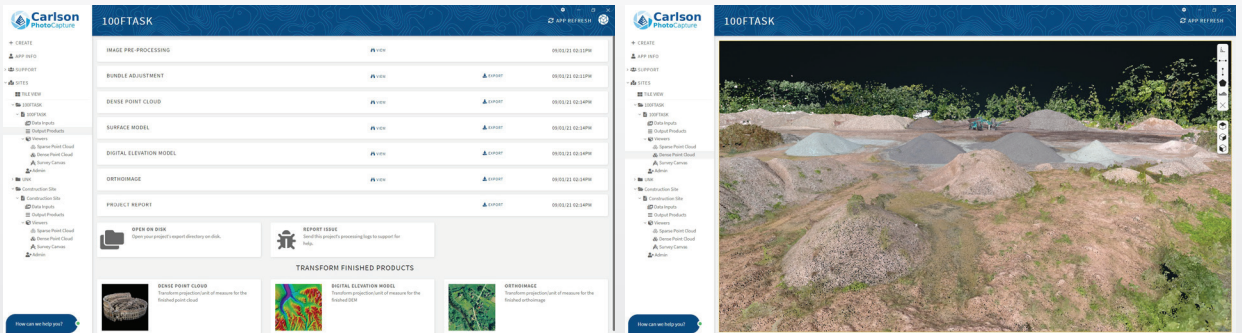 Carlson
PhotoCapture
100FTASK
APP REFRESH
CREATE
APP INFO
SUPPORT
SITES
TILE VIEW
100FTASK
100FTASK
Data Inputs
Output Products
Viewers
Sparse Point Cloud
Dense Point Cloud
Survey Canvas
Admin
LINK
Construction Site
Construction Site
Data Inputs
Output Products
Viewers
Sparse Point Cloud
Dense Point Cloud
Survey Canvas
Admin
How can we help you?
IMAGE PRE-PROCESSING VIEW 09/01/21 02:11PM
BUNDLE ADJUSTMENT VIEW EXPORT 09/01/21 02:11PM
DENSE POINT CLOUD VIEW EXPORT 09/01/21 02:14PM
SURFACE MODEL VIEW EXPORT 09/01/21 02:14PM
DIGITAL ELEVATION MODEL VIEW EXPORT 09/01/21 02:14PM
ORTHOIMAGE VIEW EXPORT 09/01/21 02:14PM
PROJECT REPORT EXPORT 09/01/21 02:14PM
OPEN ON DISK
Open your project's export directory on disk.
REPORT ISSUE
Send this project's processing logs to support for
help.
TRANSFORM FINISHED PRODUCTS
DENSE POINT CLOUD
Transform projection/unit of measure for the
finished point cloud
DIGITAL ELEVATION MODEL
Transform projection/unit of measure for the
finished DEM
ORTHOIMAGE
Transform projection/unit of measure for the
finished orthoimage
Carlson
PhotoCapture
100FTASK
APP REFRESH
CREATE
APP INFO
SUPPORT
SITES
TILE VIEW
100FTASK
100FTASK
Data Inputs
Output Products
Viewers
Sparse Point Cloud
Dense Point Cloud
Survey Canvas
Admin
LINK
Construction Site
Construction Site
Data Inputs
Output Products
Viewers
Sparse Point Cloud
Dense Point Cloud
Survey Canvas
Admin
How can we help you?